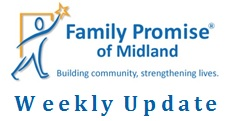 Family Promise®
of Midland
Building community, strengthening lives.
Weekly Update